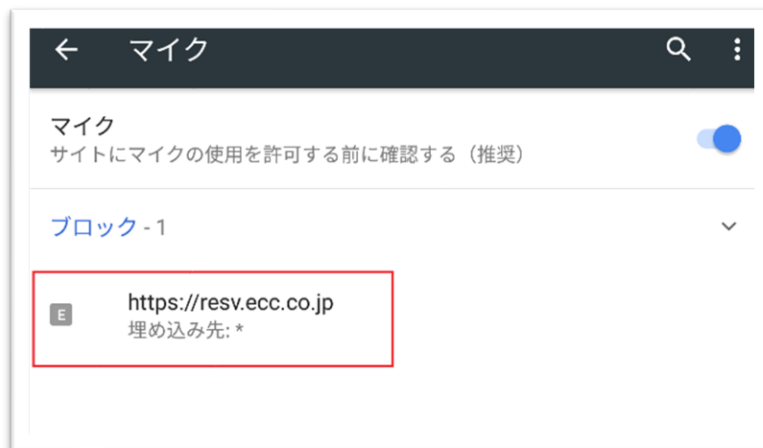 マイク
マイク
サイトにマイクの使用を許可する前に確認する（推奨）
ブロック - 1
E
https://resv.ecc.co.jp
埋め込み先: *